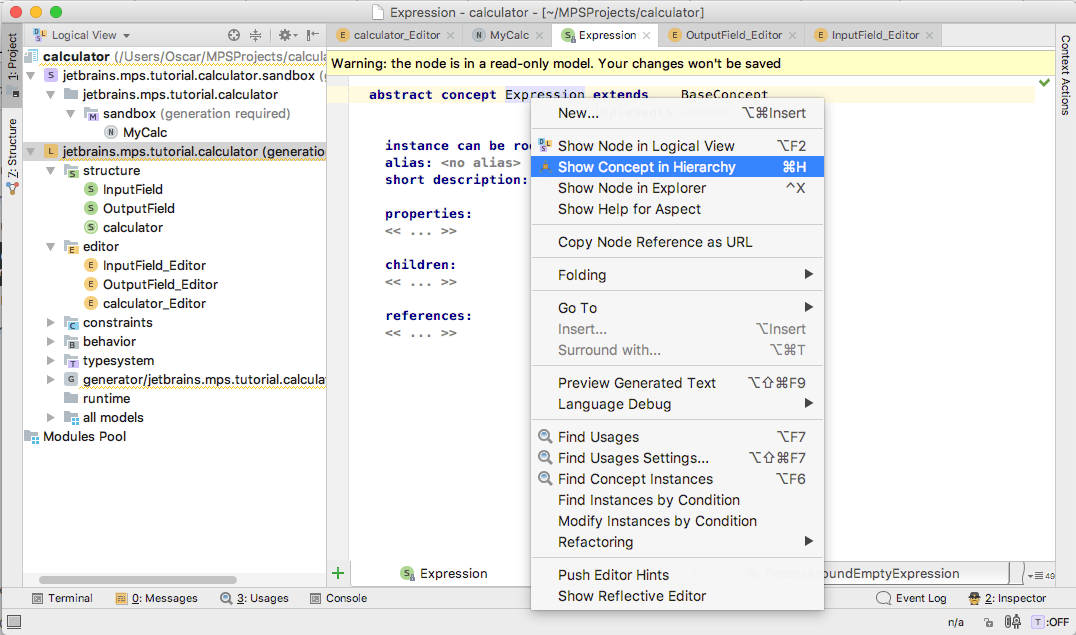 Expression - calculator - [~/MPSProjects/calculator]
1: Project
Z: Structure
Logical View
calculator_Editor
MyCalc
Expression
OutputField_Editor
InputField_Editor
Context Actions
calculator (/Users/Oscar/MPSProjects/calcula
jetbrains.mps.tutorial.calculator.sandbox (g
jetbrains.mps.tutorial.calculator
sandbox (generation required)
MyCalc
jetbrains.mps.tutorial.calculator (generatio
structure
InputField
OutputField
calculator
editor
InputField_Editor
OutputField_Editor
calculator_Editor
constraints
behavior
typesystem
generator/jetbrains.mps.tutorial.calcula
runtime
all models
Modules Pool
Warning: the node is in a read-only model. Your changes won't be saved
abstract concept Expression extends BaseConcept
instance can be roo
alias: <no alias>
short description:
properties:
<< ... >>
children:
<< ... >>
references:
<< ... >>
New... ⌥⌘Insert
Show Node in Logical View ⌥F2
Show Concept in Hierarchy ⌘H
Show Node in Explorer ^X
Show Help for Aspect
Copy Node Reference as URL
Folding
Go To
Insert... ⌥Insert
Surround with... ⌥⌘T
Preview Generated Text ⌥⇧⌘F9
Language Debug
Find Usages ⌥F7
Find Usages Settings... ⌥⇧⌘F7
Find Concept Instances ⌥F6
Find Instances by Condition
Modify Instances by Condition
Refactoring
Push Editor Hints
Show Reflective Editor
Expression
oundEmptyExpression
49
Terminal
0: Messages
3: Usages
Console
Event Log
2: Inspector
n/a
T :OFF